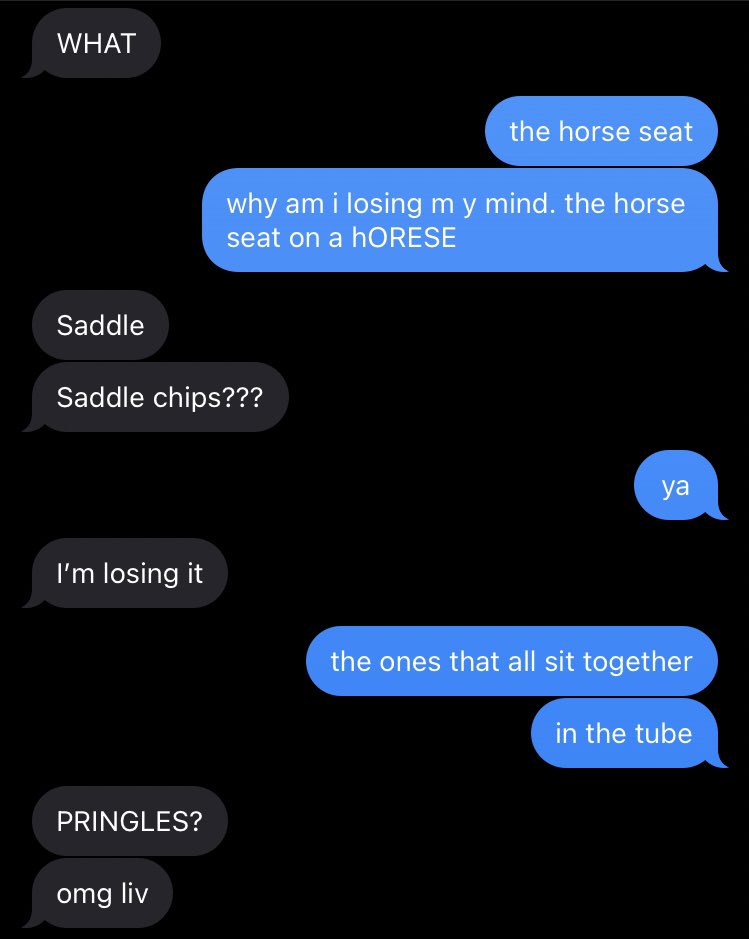 WHAT
the horse seat
why am i losing m y mind. the horse
seat on a hORESE
Saddle
Saddle chips???
ya
I'm losing it
the ones that all sit together
in the tube
PRINGLES?
omg liv